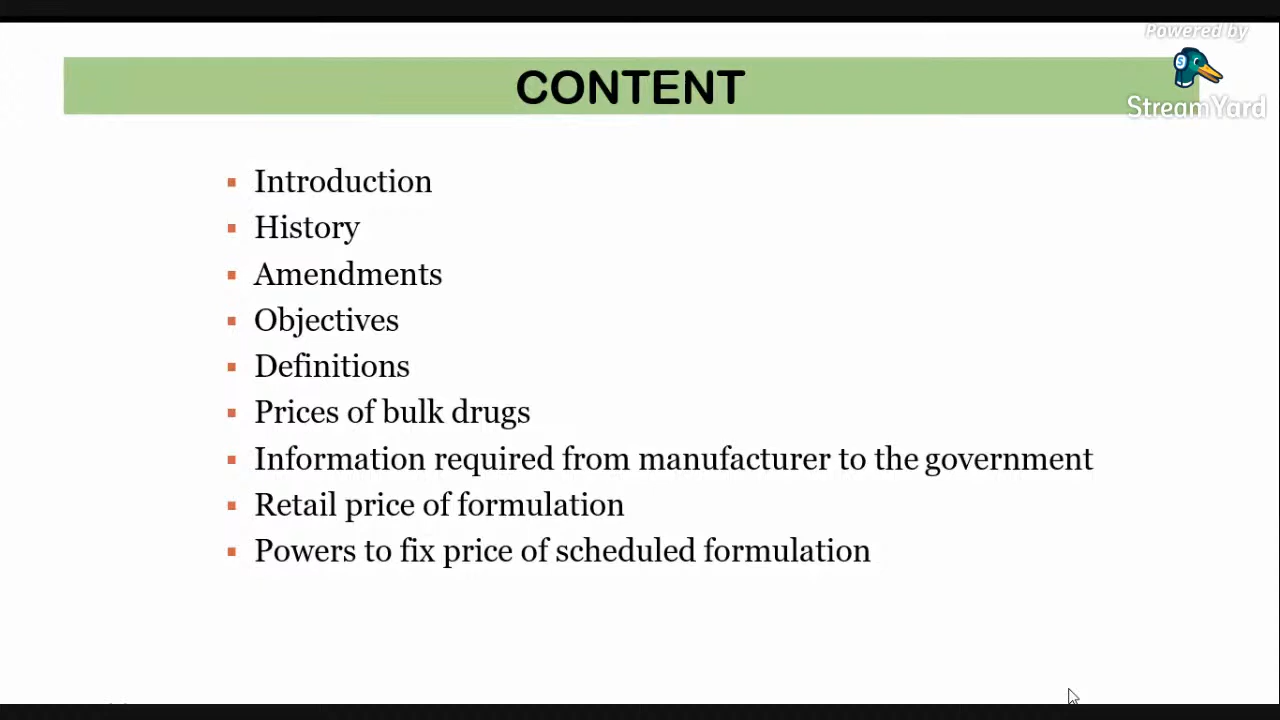 Powered by
StreamYard
CONTENT
Introduction
History
Amendments
Objectives
Definitions
Prices of bulk drugs
Information required from manufacturer to the government
Retail price of formulation
Powers to fix price of scheduled formulation